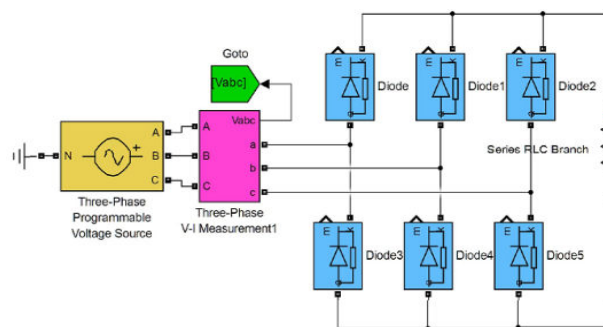 Goto
[Vabc]
Vabc
A
B
C
N
A
B
C
a
b
c
Three-Phase
Programmable
Voltage Source
Three-Phase
V-I Measurement1
Diode
Diode1
Diode2
Series RLC Branch
Diode3
Diode4
Diode5